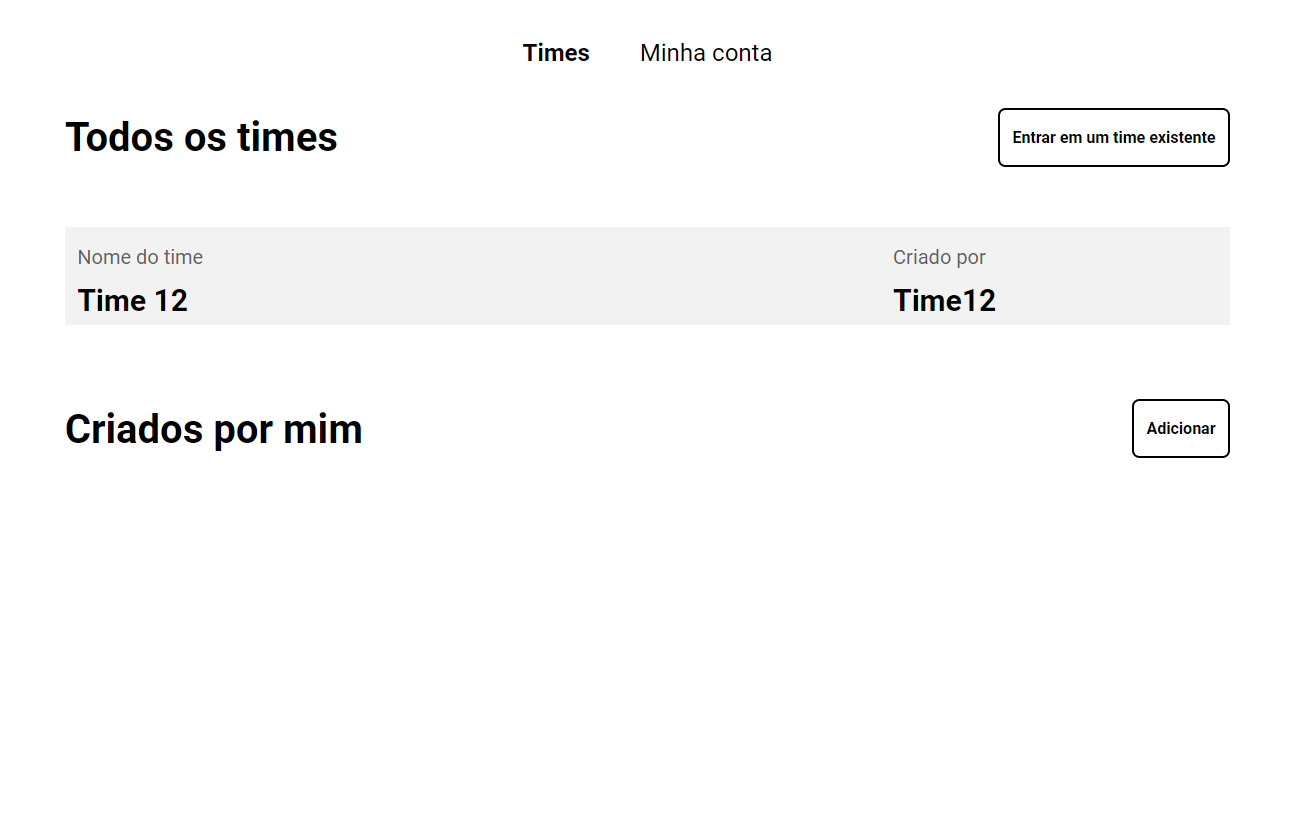 Times Minha conta
Todos os times Entrar em um time existente
Nome do time Criado por
Time 12 Time12
Criados por mim Adicionar